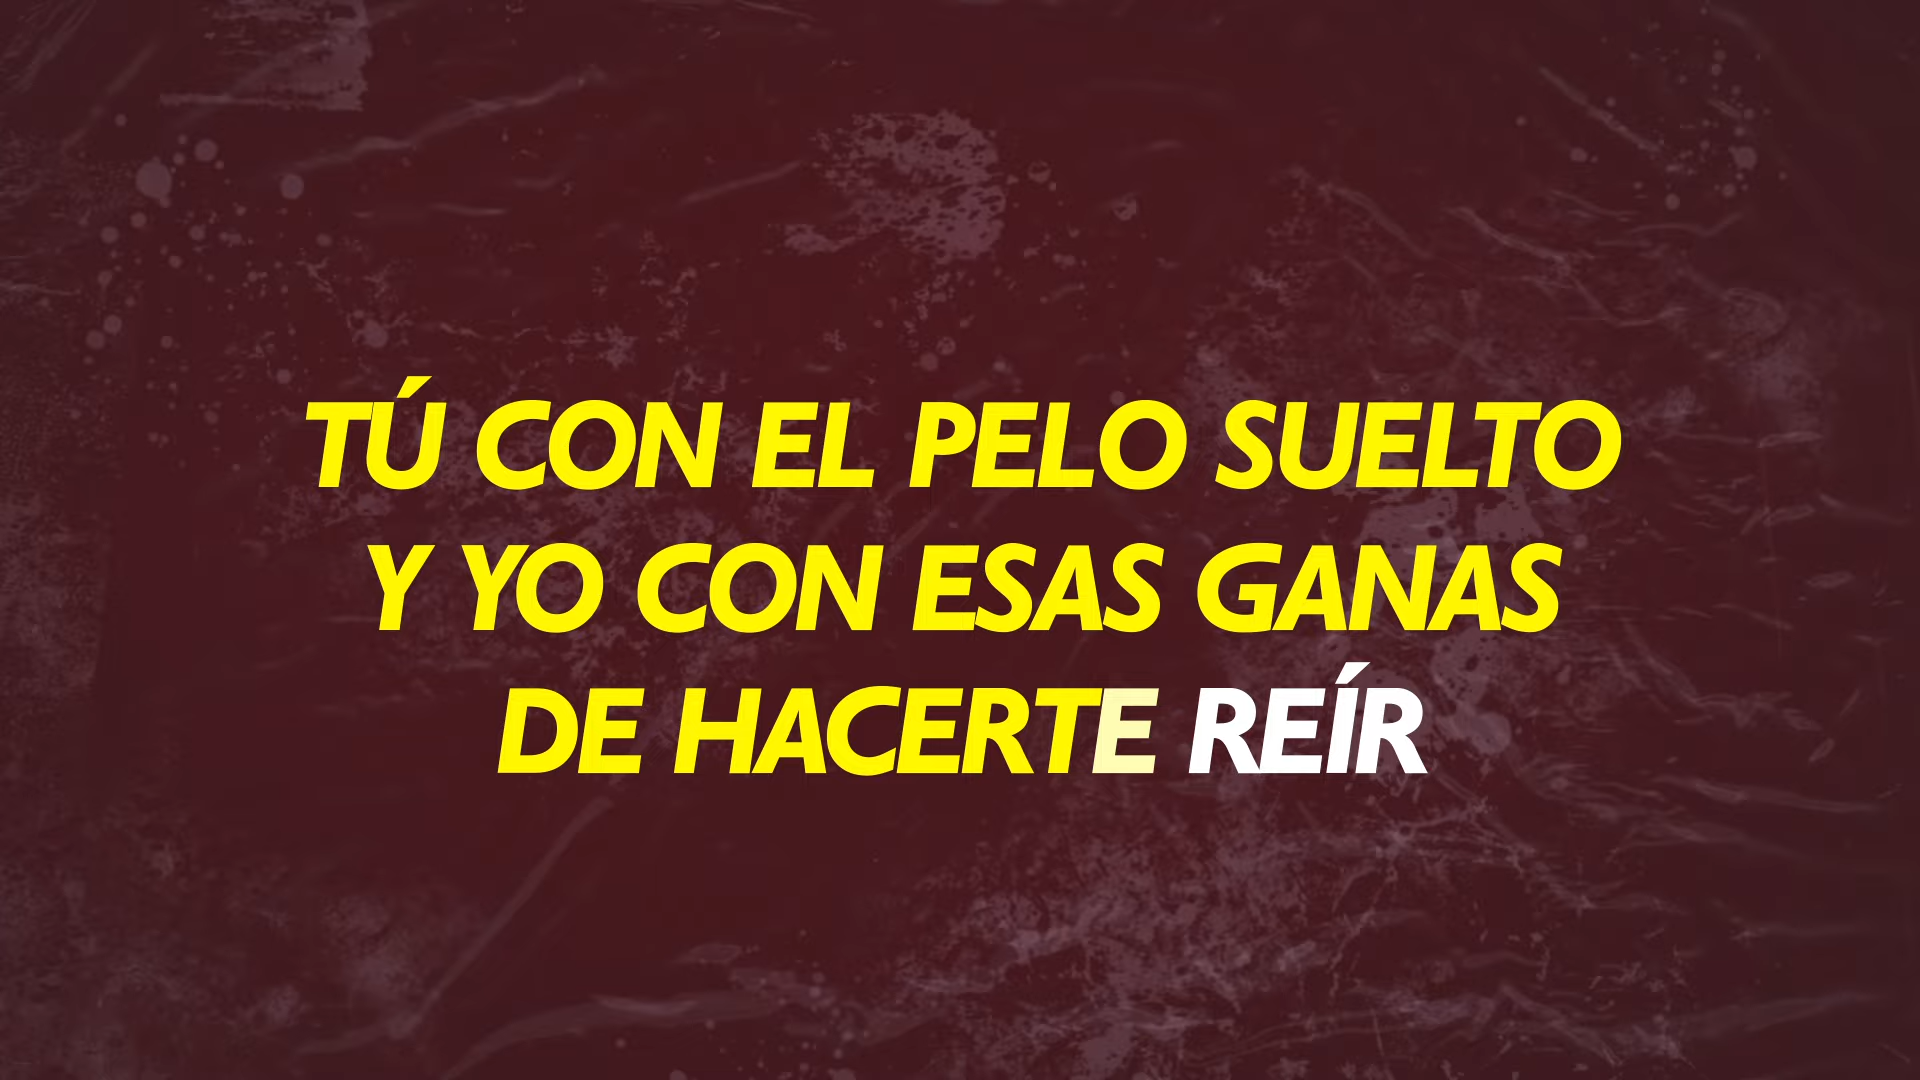 TÚ CON EL PELO SUELTO
Y YO CON ESAS GANAS
DE HACERTE REÍR